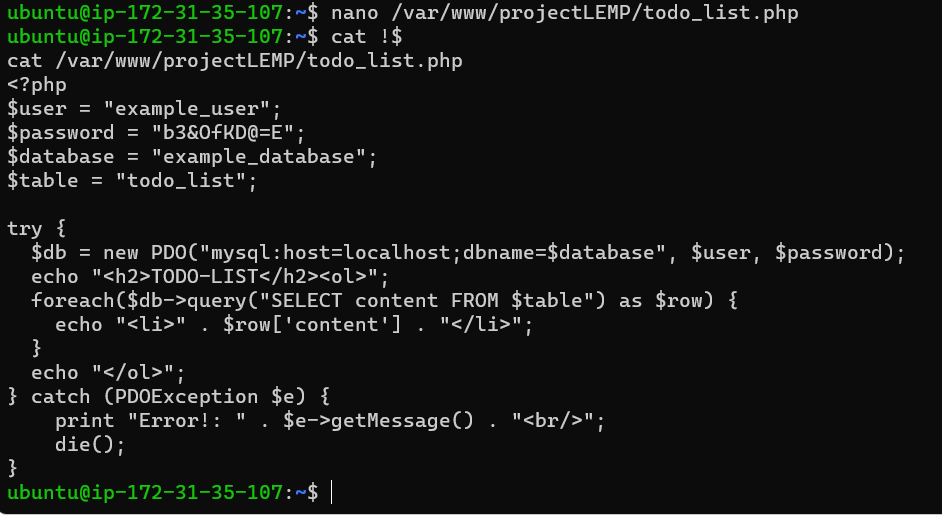 ubuntu@ip-172-31-35-107:~$ nano /var/www/projectLEMP/todo_list.php
ubuntu@ip-172-31-35-107:~$ cat !$
cat /var/www/projectLEMP/todo_list.php
<?php
$user = "example_user";
$password = "b3&OfKD@=E";
$database = "example_database";
$table = "todo_list";

try {
  $db = new PDO("mysql:host=localhost;dbname=$database", $user, $password);
  echo "<h2>TODO-LIST</h2><ol>";
  foreach($db->query("SELECT content FROM $table") as $row) {
    echo "<li>" . $row['content'] . "</li>";
  }
  echo "</ol>";
} catch (PDOException $e) {
    print "Error!: " . $e->getMessage() . "<br/>";
    die();
}
ubuntu@ip-172-31-35-107:~$